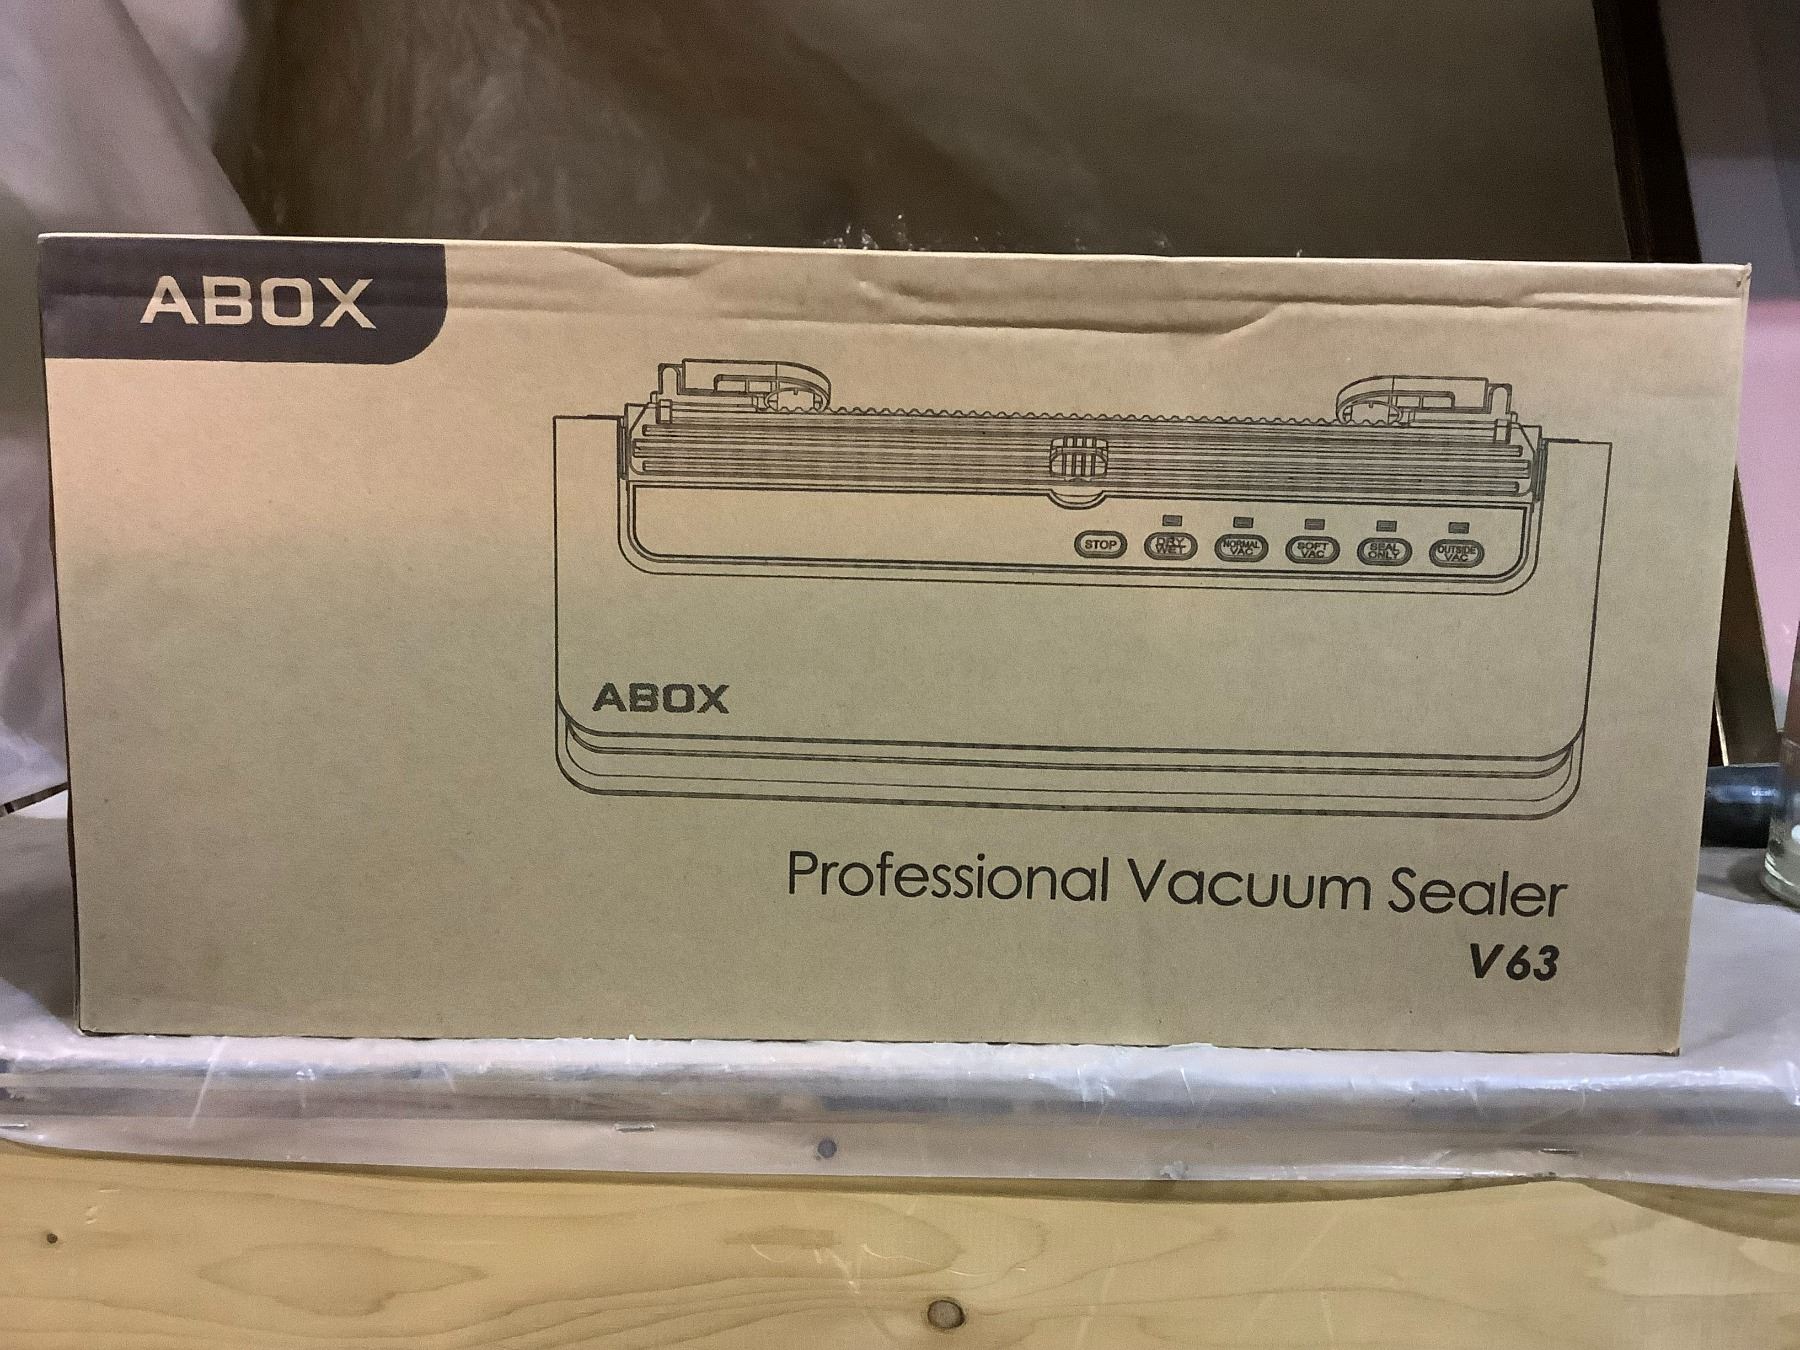 ABOX
STOP
DRY
WET
NORMAL
VAC
SOFT
VAC
SEAL
ONLY
OUTSIDE
VAC
ABOX
Professional Vacuum Sealer
V63